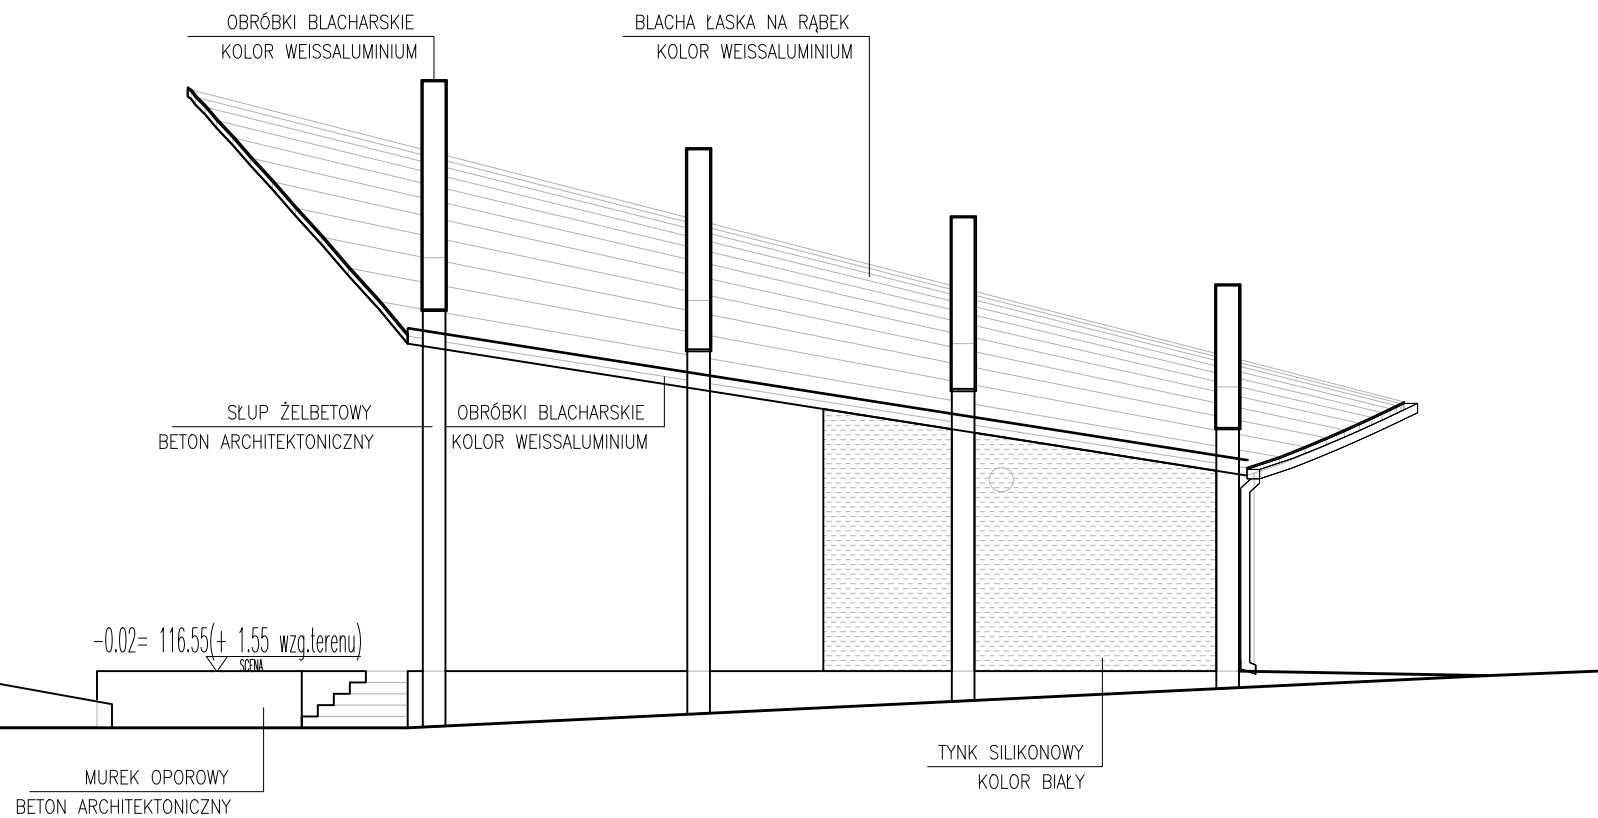 OBRÓBKI BLACHARSKIE
KOLOR WEISSALUMINIUM
BLACHA ŁASKA NA RĄBEK
KOLOR WEISSALUMINIUM
SŁUP ŻELBETOWY
BETON ARCHITEKTONICZNY
OBRÓBKI BLACHARSKIE
KOLOR WEISSALUMINIUM
-0.02= 116.55(+ 1.55 wzg.terenu)
SCENA
TYNK SILIKONOWY
KOLOR BIAŁY
MUREK OPOROWY
BETON ARCHITEKTONICZNY